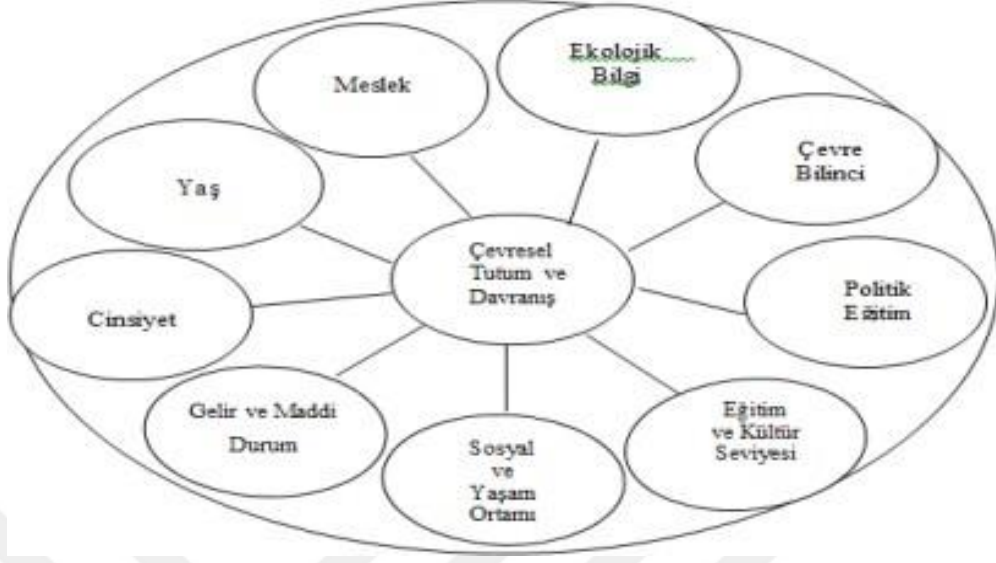 Ekolojik
Bilgi
Meslek
Çevre
Bilinci
Yaş
Çevresel
Tutum ve
Davranış
Politik
Eğitim
Cinsiyet
Gelir ve Maddi
Durum
Eğitim
ve Kültür
Seviyesi
Sosyal
ve
Yaşam
Ortamı